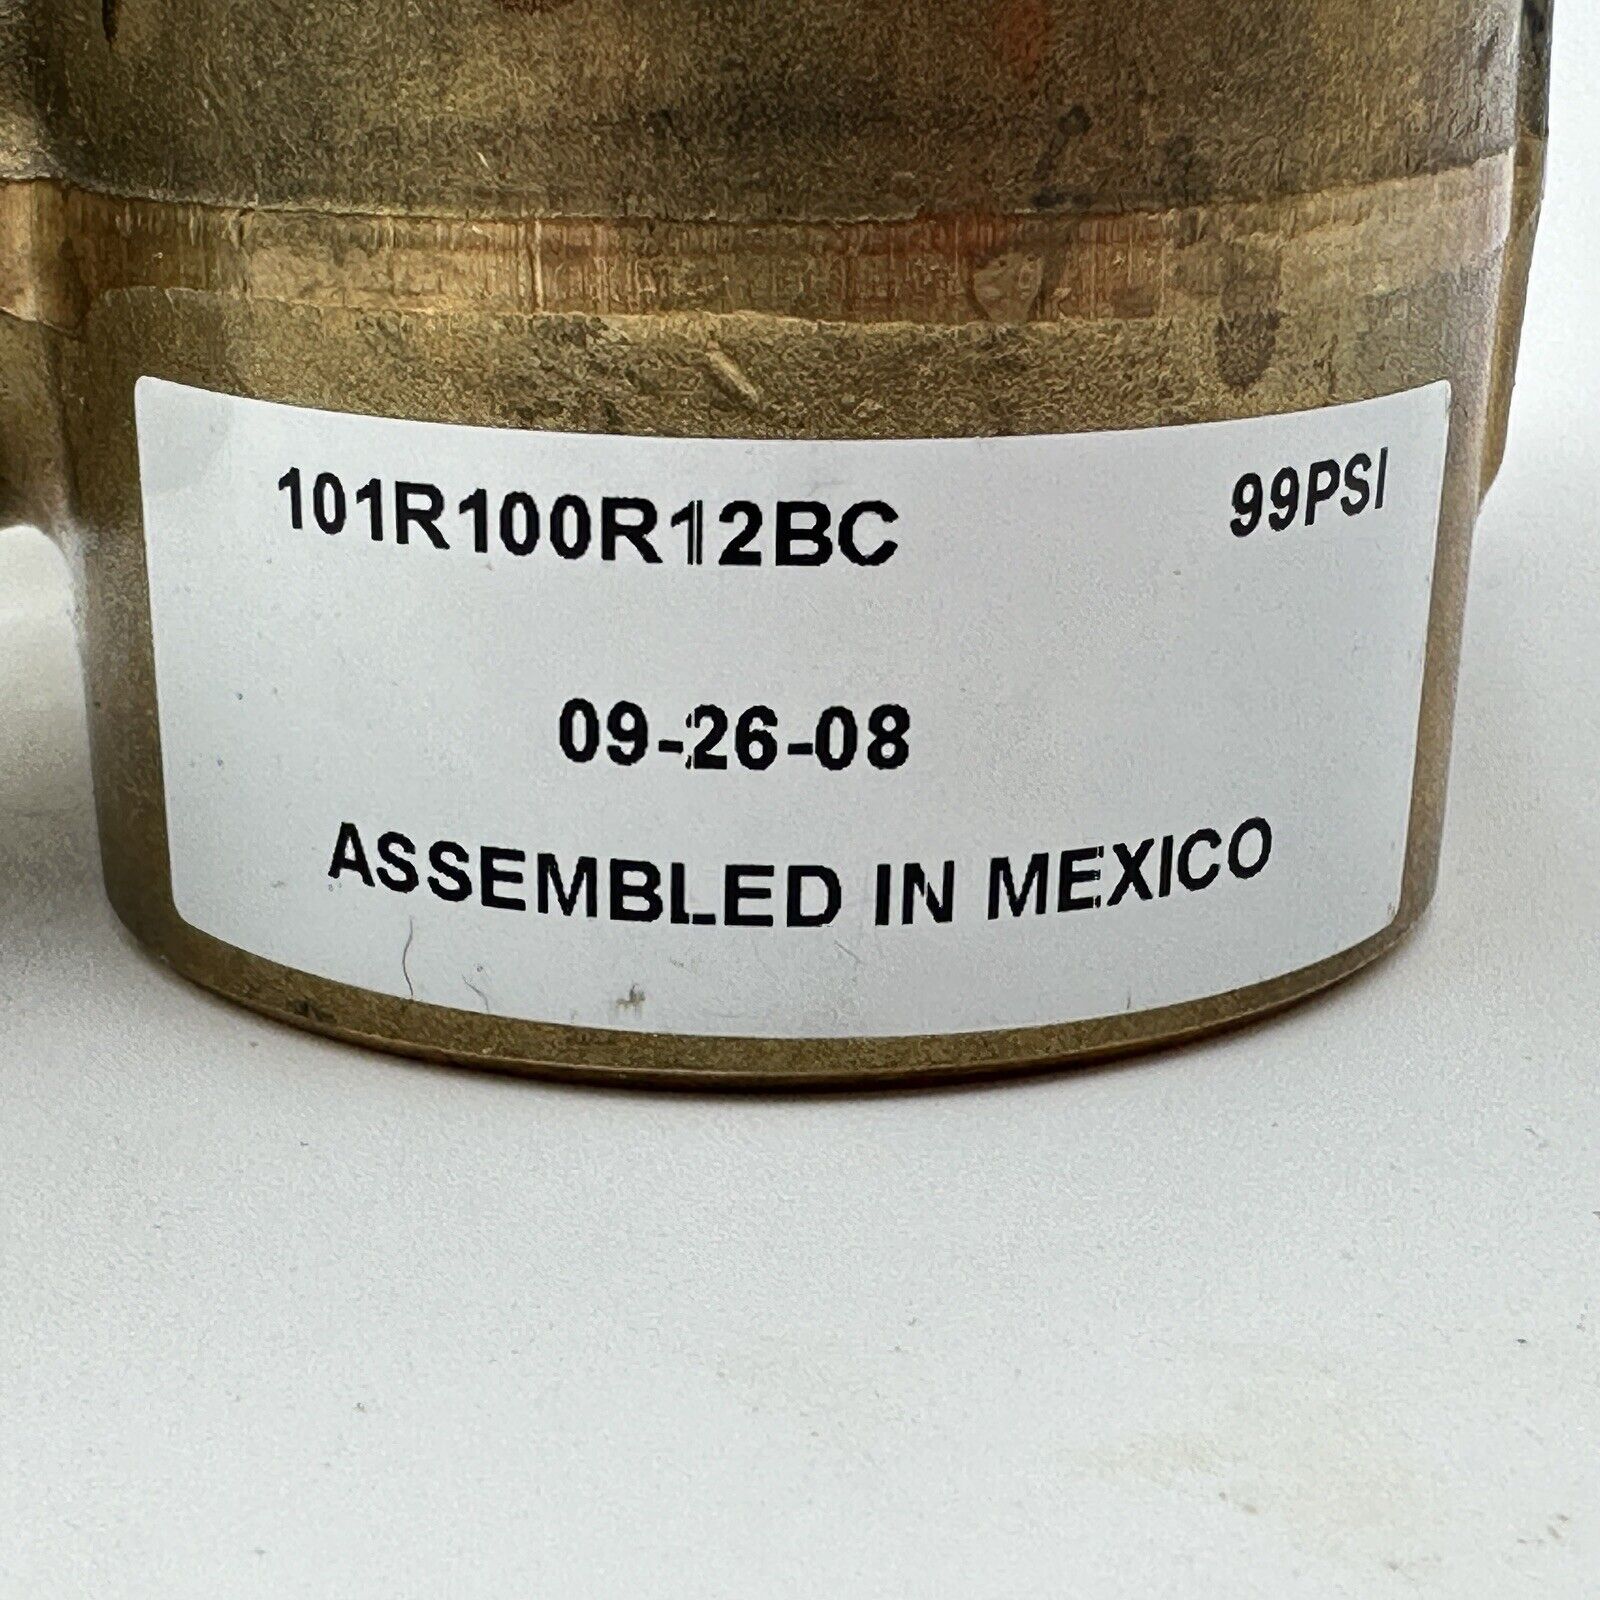 101R100R12BC 99PSI
09-26-08
ASSEMBLED IN MEXICO